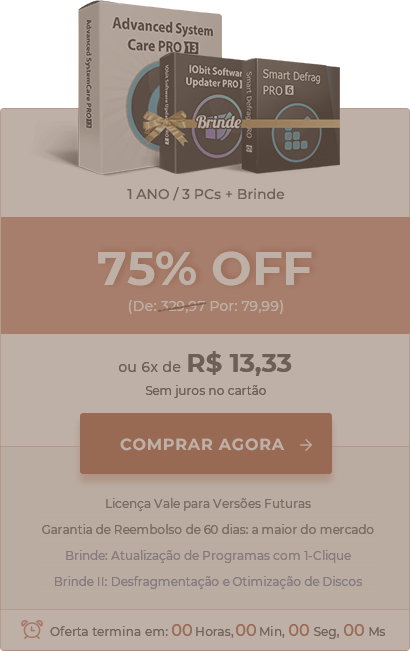 Advanced System
Care PRO 13
Advanced SystemCare PRO 13
IObit Software
Updater PRO
Smart Defrag
PRO 6
Smart Defrag PRO
Brinde
1 ANO / 3 PCs + Brinde
75% OFF
(De: 329,97 Por: 79,99)
ou 6x de R$ 13,33
Sem juros no cartão
COMPRAR AGORA →
Licença Vale para Versões Futuras
Garantia de Reembolso de 60 dias: a maior do mercado
Brinde: Atualização de Programas com 1-Clique
Brinde II: Desfragmentação e Otimização de Discos
Oferta termina em: 00 Horas, 00 Min, 00 Seg, 00 Ms